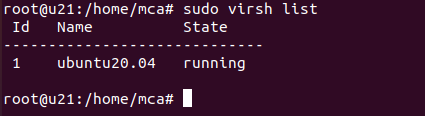 root@u21:/home/mca# sudo virsh list
 Id   Name          State
-----------------------------
 1    ubuntu20.04   running

root@u21:/home/mca#